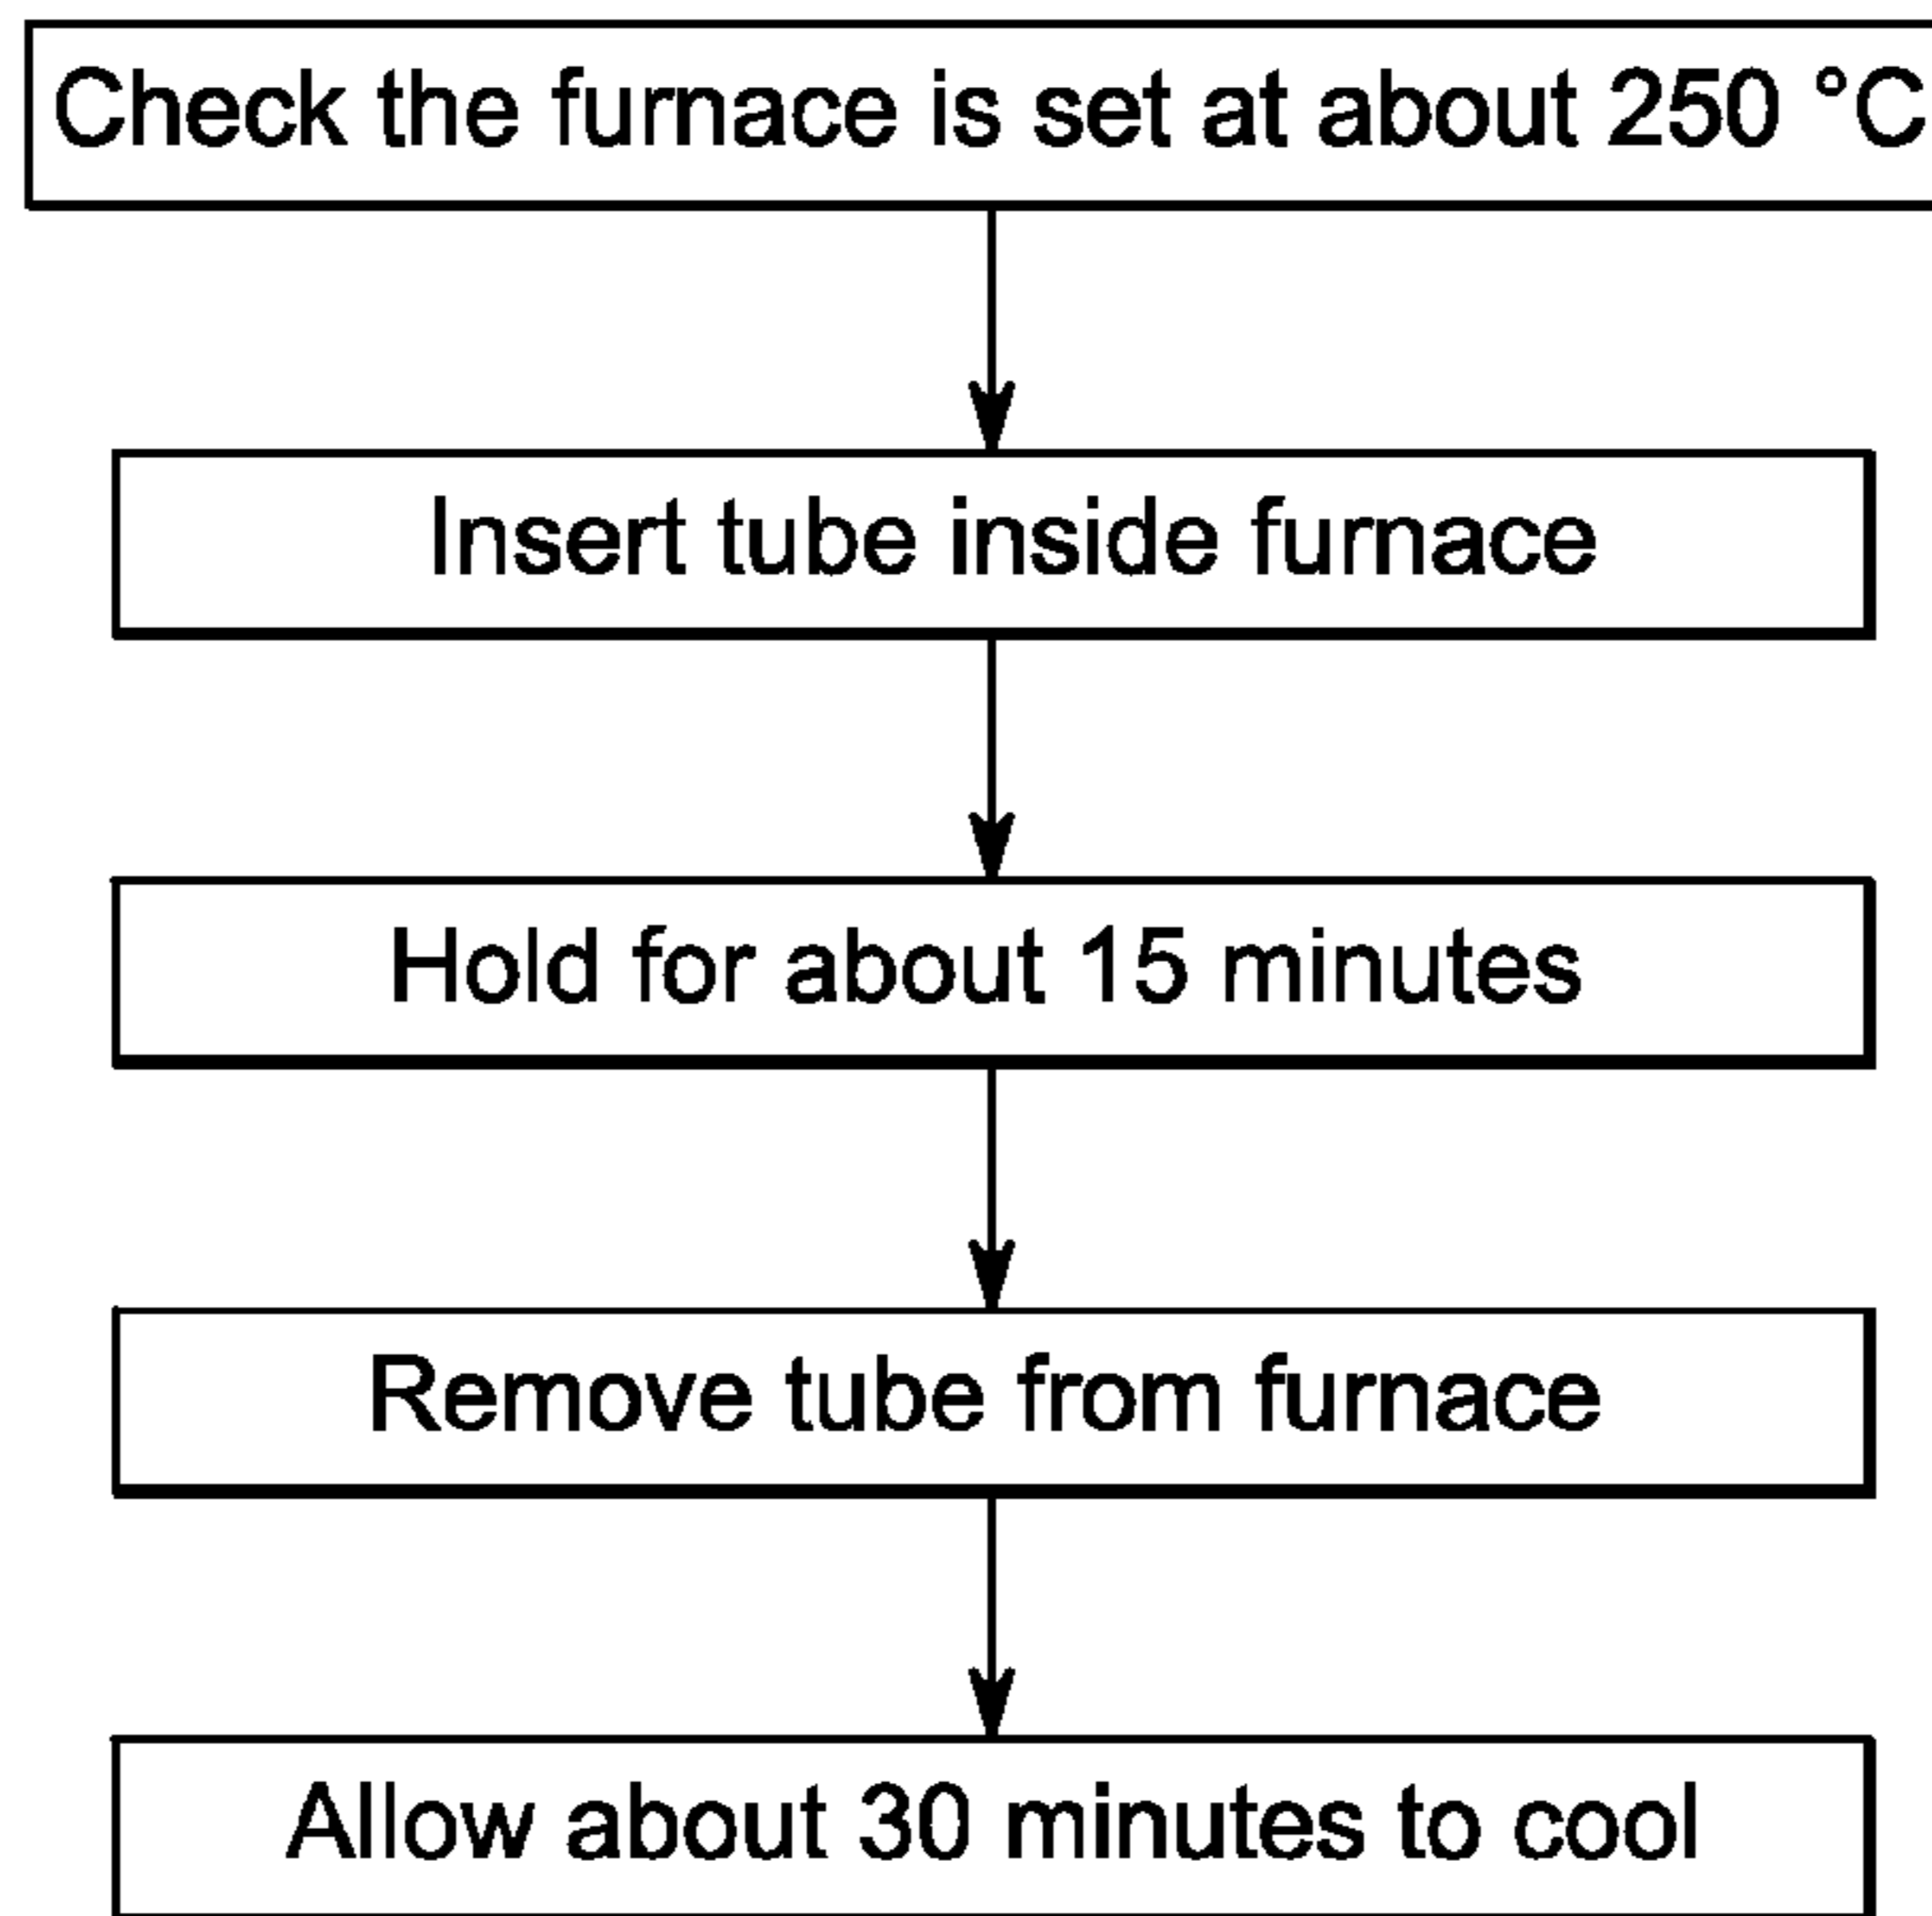 Check the furnace is set at about 250 °C
Insert tube inside furnace
Hold for about 15 minutes
Remove tube from furnace
Allow about 30 minutes to cool